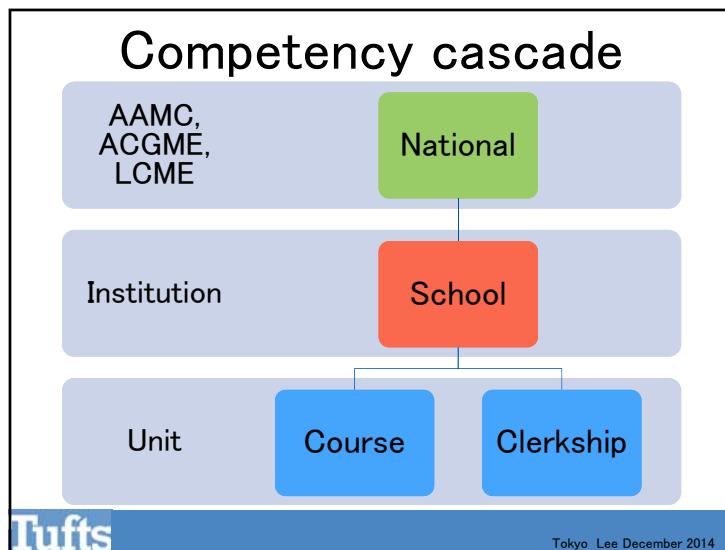 Competency cascade
AAMC,
ACGME,
LCME
National
Institution
School
Unit
Course
Clerkship
Tufts
Tokyo Lee December 2014